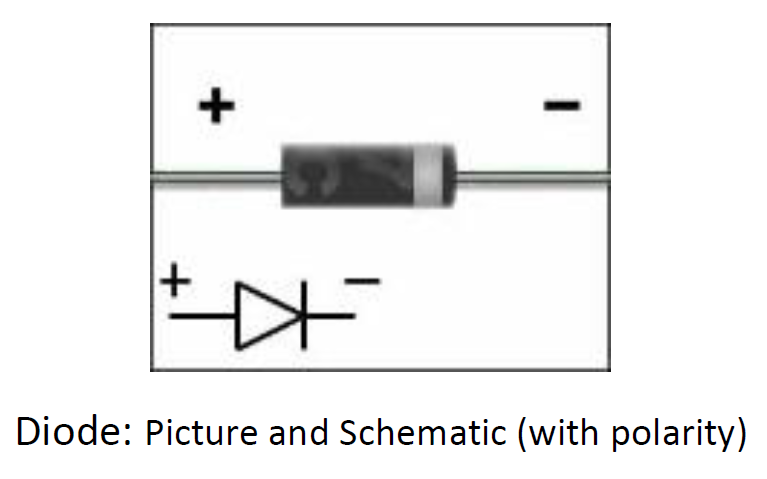 + −
+ −
Diode: Picture and Schematic (with polarity)